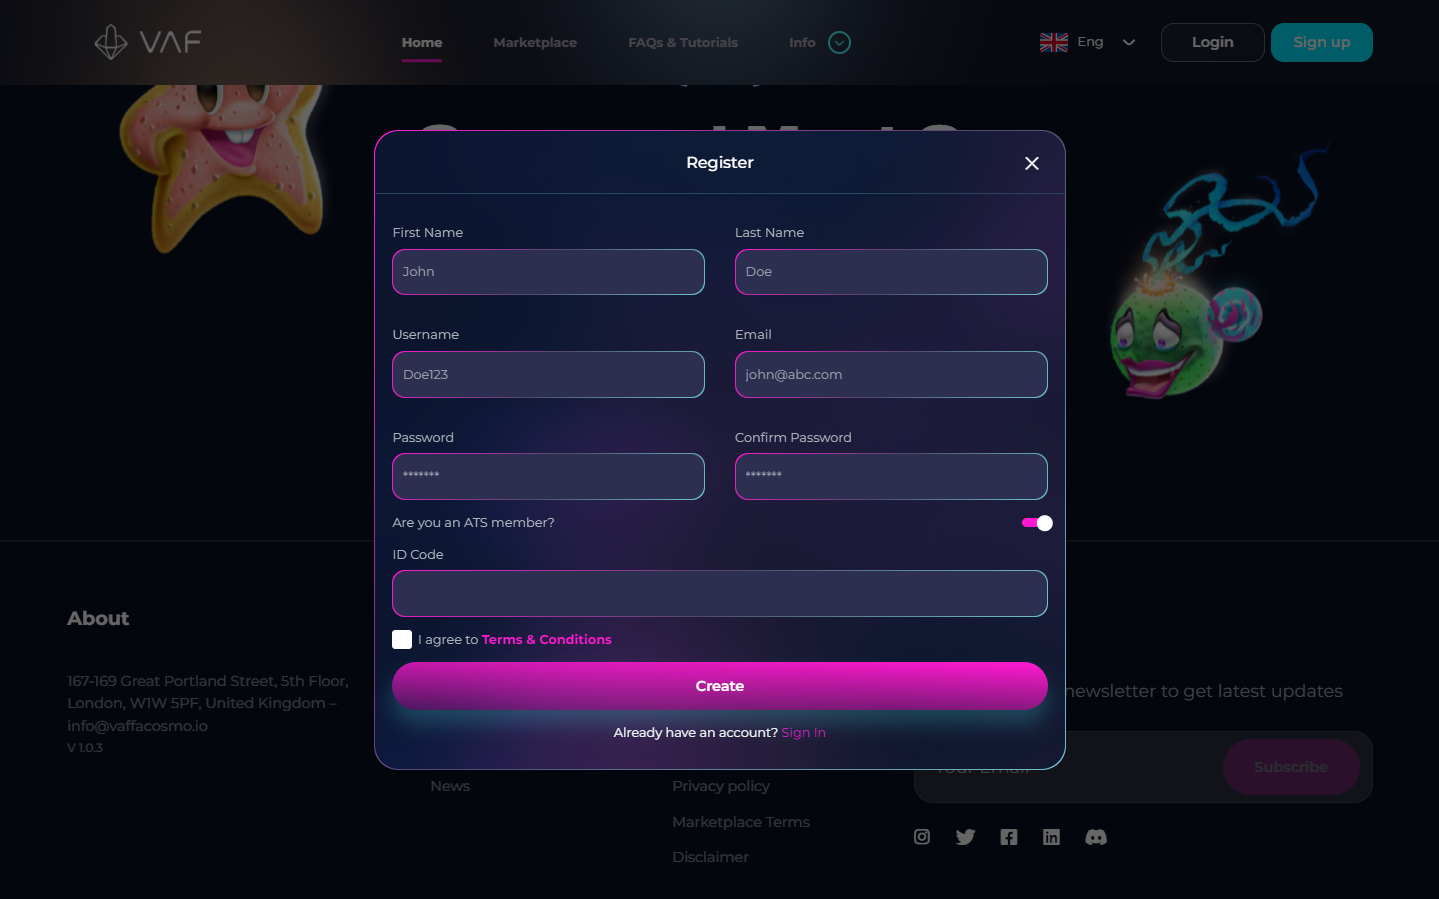 VAF
Home
Marketplace
FAQs & Tutorials
Info
Eng
Login
Sign up
Register
First Name
Last Name
John
Doe
Username
Email
Doe123
john@abc.com
Password
Confirm Password
*******
*******
Are you an ATS member?
ID Code
I agree to Terms & Conditions
Create
Already have an account? Sign In
About
167-169 Great Portland Street, 5th Floor,
London, W1W 5PF, United Kingdom –
info@vaffacosmo.io
V 1.0.3
News
Privacy policy
Marketplace Terms
Disclaimer
newsletter to get latest updates
Your Email
Subscribe